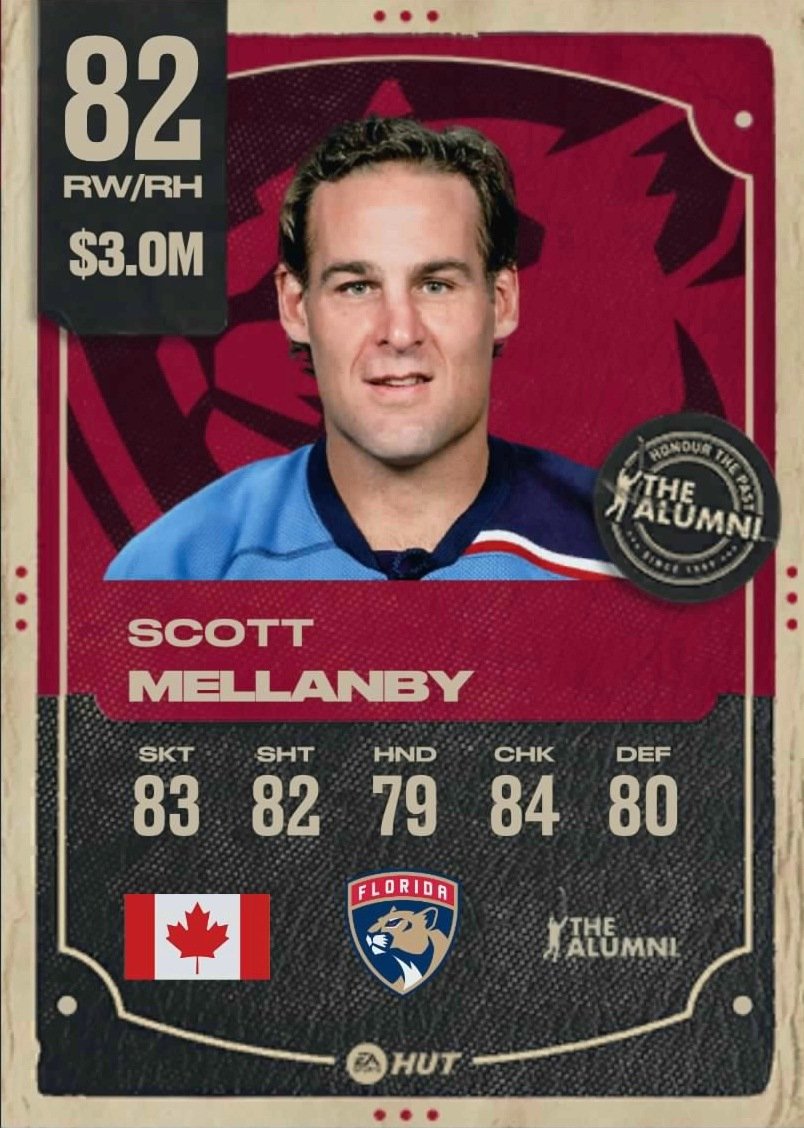 82
RW/RH
$3.0M
HONOUR THE PAST
THE
ALUMNI
SCOTT
MELLANBY
SKT SHT HND CHK DEF
83 82 79 84 80
FLORIDA
THE
ALUMNI
EA
HUT